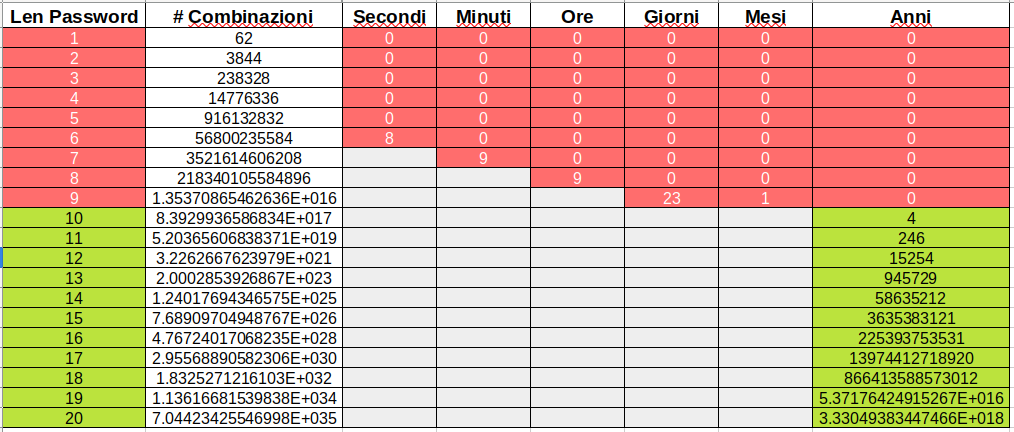 Len Password # Combinazioni Secondi Minuti Ore Giorni Mesi Anni
1 62 0 0 0 0 0 0
2 3844 0 0 0 0 0 0
3 238328 0 0 0 0 0 0
4 14776336 0 0 0 0 0 0
5 916132832 0 0 0 0 0 0
6 56800235584 8 0 0 0 0 0
7 3521614606208 9 0 0 0 0
8 218340105584896 9 0 0 0
9 1.35370865462636E+016 23 1 0
10 8.3929936586834E+017 4
11 5.20365606838371E+019 246
12 3.2262667623979E+021 15254
13 2.0002853926867E+023 945729
14 1.24017694346575E+025 58635212
15 7.68909704948767E+026 3635383121
16 4.76724017068235E+028 225393753531
17 2.95568890582306E+030 13974412718920
18 1.8325271216103E+032 866413588573012
19 1.13616681539838E+034 5.37176424915267E+016
20 7.04423425546998E+035 3.33049383447466E+018